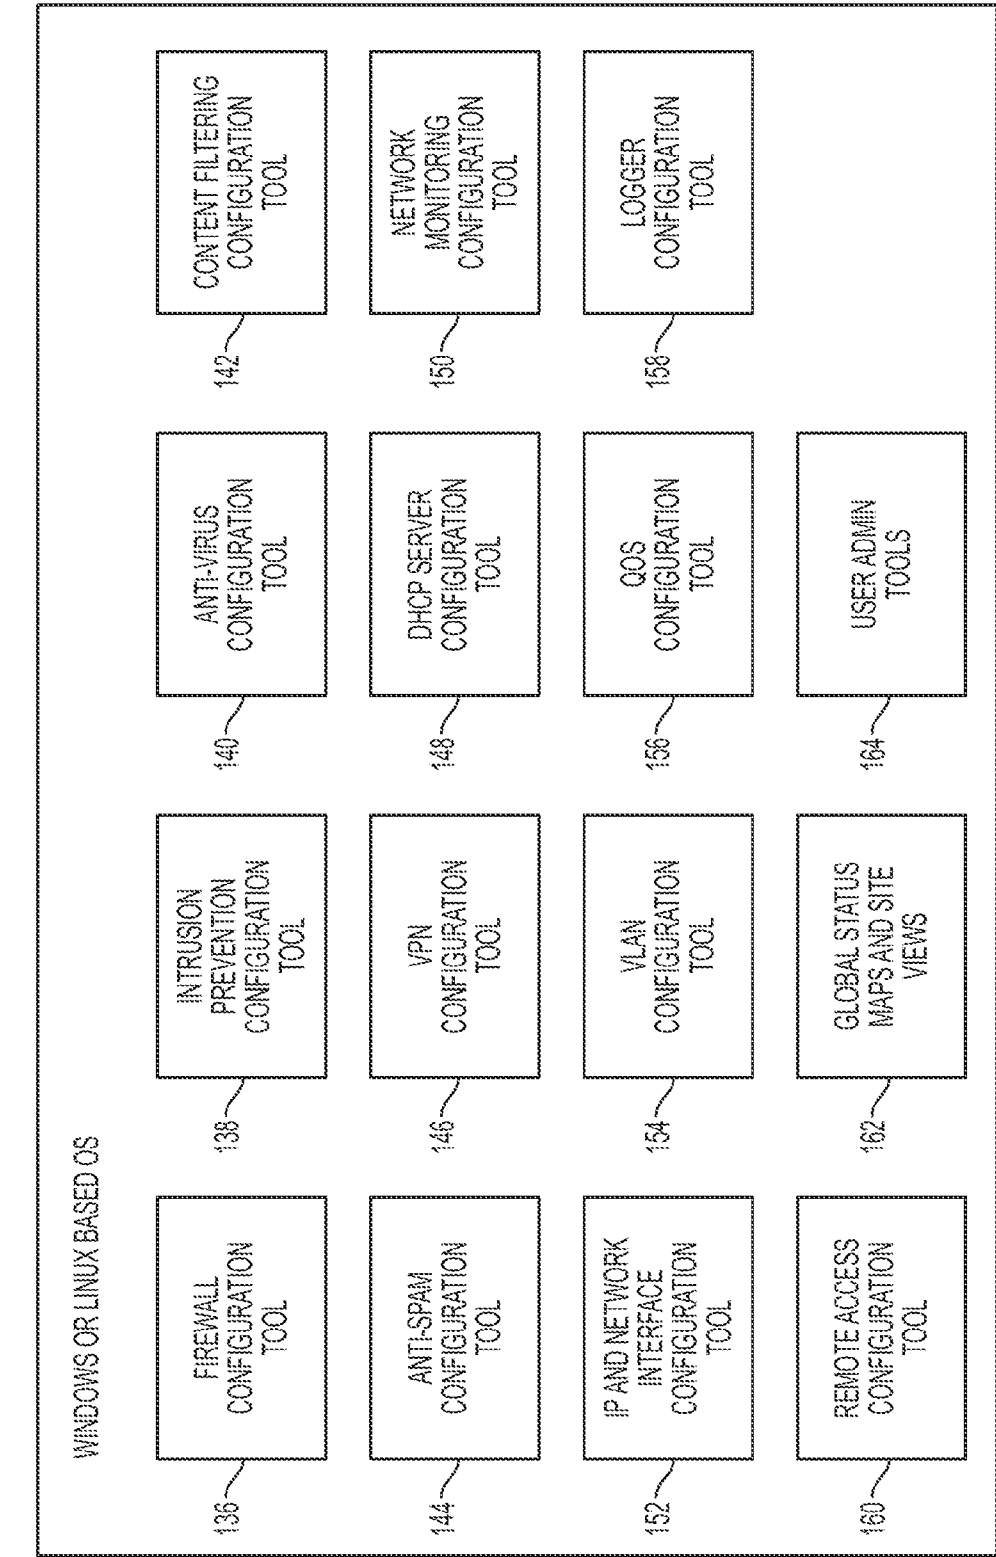 WINDOWS OR LINUX BASED OS
136
FIREWALL
CONFIGURATION
TOOL
138
INTRUSION
PREVENTION
CONFIGURATION
TOOL
140
ANTI-VIRUS
CONFIGURATION
TOOL
142
CONTENT FILTERING
CONFIGURATION
TOOL
144
ANTI-SPAM
CONFIGURATION
TOOL
146
VPN
CONFIGURATION
TOOL
148
DHCP SERVER
CONFIGURATION
TOOL
150
NETWORK
MONITORING
CONFIGURATION
TOOL
152
IP AND NETWORK
INTERFACE
CONFIGURATION
TOOL
154
VLAN
CONFIGURATION
TOOL
156
QOS
CONFIGURATION
TOOL
158
LOGGER
CONFIGURATION
TOOL
160
REMOTE ACCESS
CONFIGURATION
TOOL
162
GLOBAL STATUS
MAPS AND SITE
VIEWS
164
USER ADMIN
TOOLS